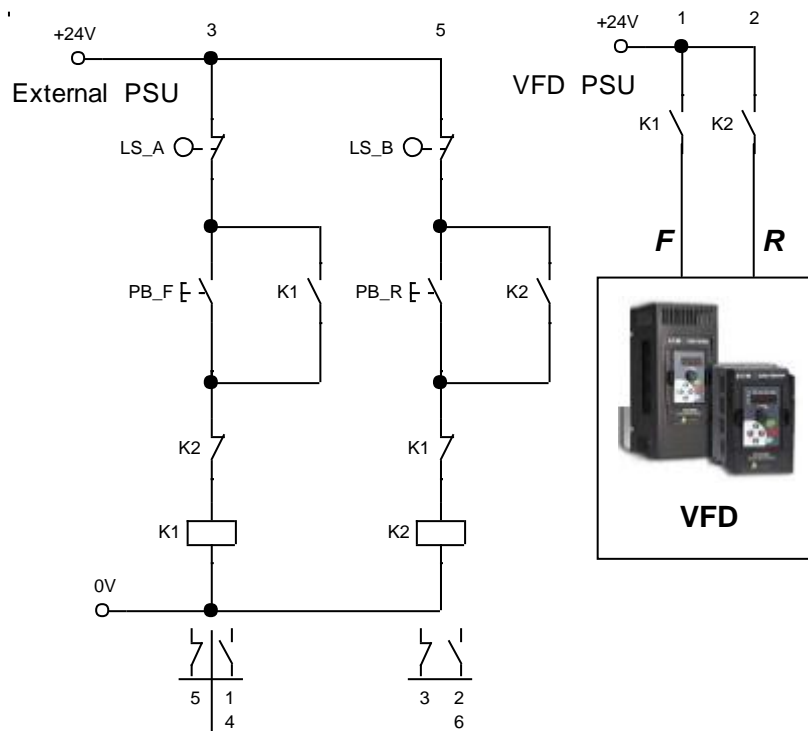 3 5 1 2
+24V +24V
External PSU VFD PSU
K1 K2
LS_A LS_B
F R
PB_F K1 PB_R K2
K2 K1
VFD
K1 K2
0V
5 1 3 2
4 6